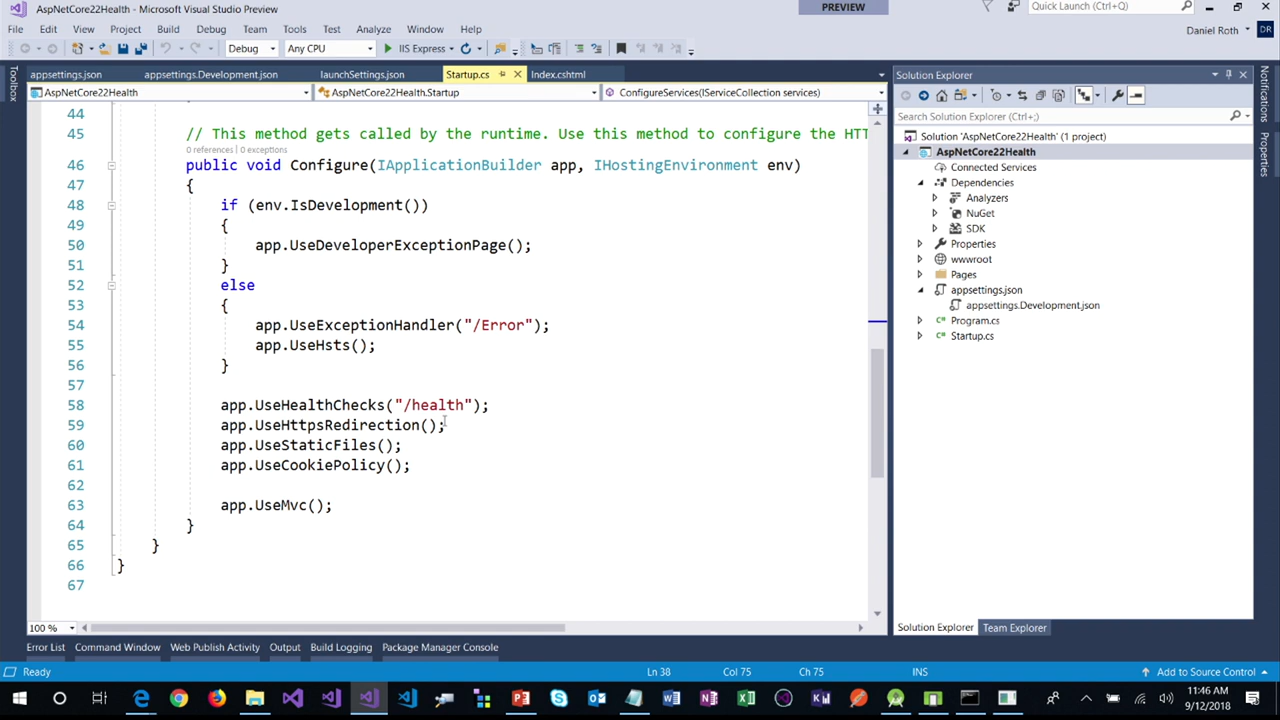 AspNetCore22Health - Microsoft Visual Studio Preview
PREVIEW
Quick Launch (Ctrl+;)
File Edit View Project Build Debug Team Tools Test Analyze Window Help
Daniel Roth
DR
Debug Any CPU IIS Express
Toolbox
appsettings.json appsettings.Development.json launchSettings.json Startup.cs Index.cshtml
AspNetCore22Health AspNetCore22Health.Startup ConfigureServices(IServiceCollection services)
44
45 // This method gets called by the runtime. Use this method to configure the HTT
0 references | 0 exceptions
46 public void Configure(IApplicationBuilder app, IHostingEnvironment env)
47 {
48 if (env.IsDevelopment())
49 {
50 app.UseDeveloperExceptionPage();
51 }
52 else
53 {
54 app.UseExceptionHandler("/Error");
55 app.UseHsts();
56 }
57
58 app.UseHealthChecks("/health");
59 app.UseHttpsRedirection();
60 app.UseStaticFiles();
61 app.UseCookiePolicy();
62
63 app.UseMvc();
64 }
65 }
66 }
67
100 %
Solution Explorer
Search Solution Explorer (Ctrl+;)
Solution 'AspNetCore22Health' (1 project)
AspNetCore22Health
Connected Services
Dependencies
Analyzers
NuGet
SDK
Properties
wwwroot
Pages
appsettings.json
appsettings.Development.json
Program.cs
Startup.cs
Solution Explorer Team Explorer
Notifications
Properties
Error List Command Window Web Publish Activity Output Build Logging Package Manager Console
Ready Ln 38 Col 75 Ch 75 INS Add to Source Control
11:46 AM
9/12/2018